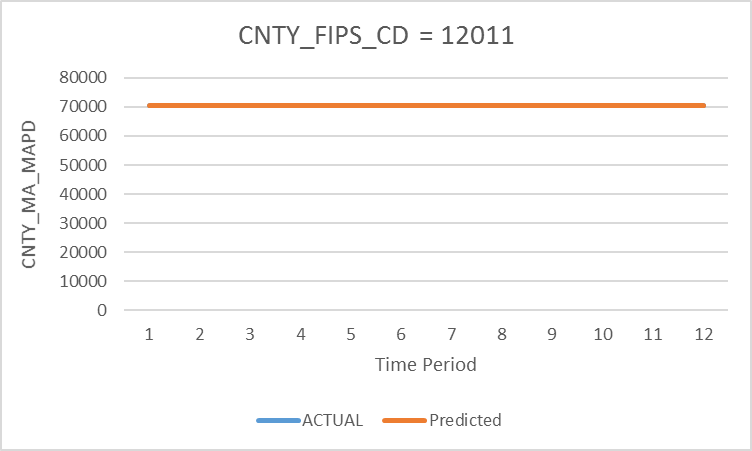 CNTY_FIPS_CD = 12011
80000
70000
60000
50000
40000
30000
20000
10000
0
CNTY_MA_MAPD
1 2 3 4 5 6 7 8 9 10 11 12
Time Period
ACTUAL Predicted